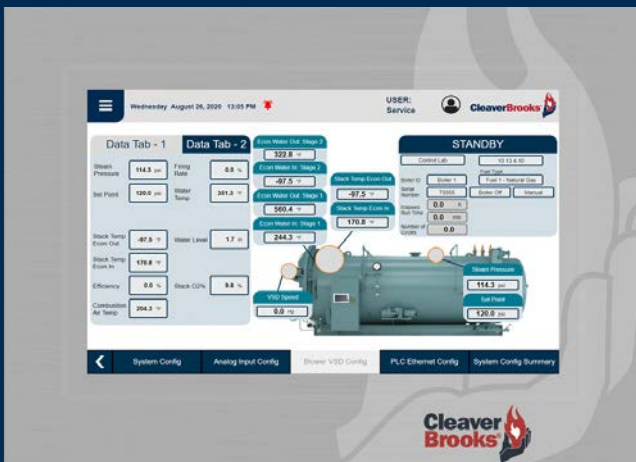 Wednesday August 26, 2020 13:05 PM
USER:
Service
CleaverBrooks
Data Tab - 1
Data Tab - 2
Steam
Pressure
114.3 psi
Firing
Rate
0.0 %
Set Point
120.0 psi
Water
Temp
351.3 °F
Stack Temp
Econ Out
-97.5 °F
Water Level
1.7 in
Stack Temp
Econ In
170.8 °F
Efficiency
0.0 %
Stack O2%
9.8 %
Combustion
Air Temp
204.3 °F
Econ Water Out: Stage 2
322.8 °F
Econ Water In: Stage 2
-97.5 °F
Econ Water Out: Stage 1
560.4 °F
Econ Water In: Stage 1
244.3 °F
Stack Temp Econ Out
-97.5 °F
Stack Temp Econ In
170.8 °F
VSD Speed
0.0 Hz
STANDBY
Control Lab
10.13.4.10
Fuel Type
Boiler ID
Boiler 1
Fuel 1 - Natural Gas
Serial
Number
T5055
Boiler Off
Manual
Elapsed
Run Time
0.0 K
0.0 min
Number of
Cycles
0.0
Steam Pressure
114.3 psi
Set Point
120.0 psi
System Config
Analog Input Config
Blower VSD Config
PLC Ethernet Config
System Config Summary
Cleaver
Brooks®